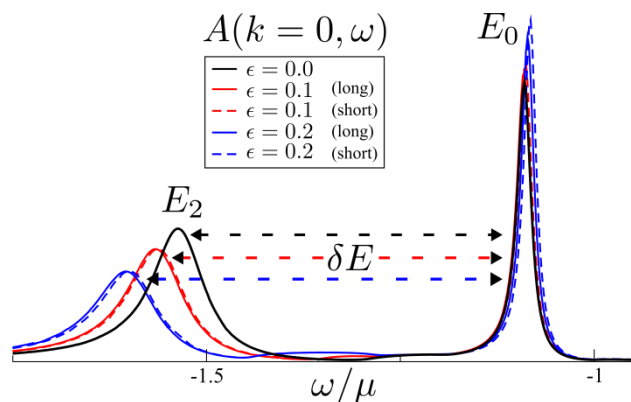 A(k = 0, ω)
E₀
ϵ = 0.0
ϵ = 0.1 (long)
ϵ = 0.1 (short)
ϵ = 0.2 (long)
ϵ = 0.2 (short)
E₂
δE
-1.5
-1
ω/μ